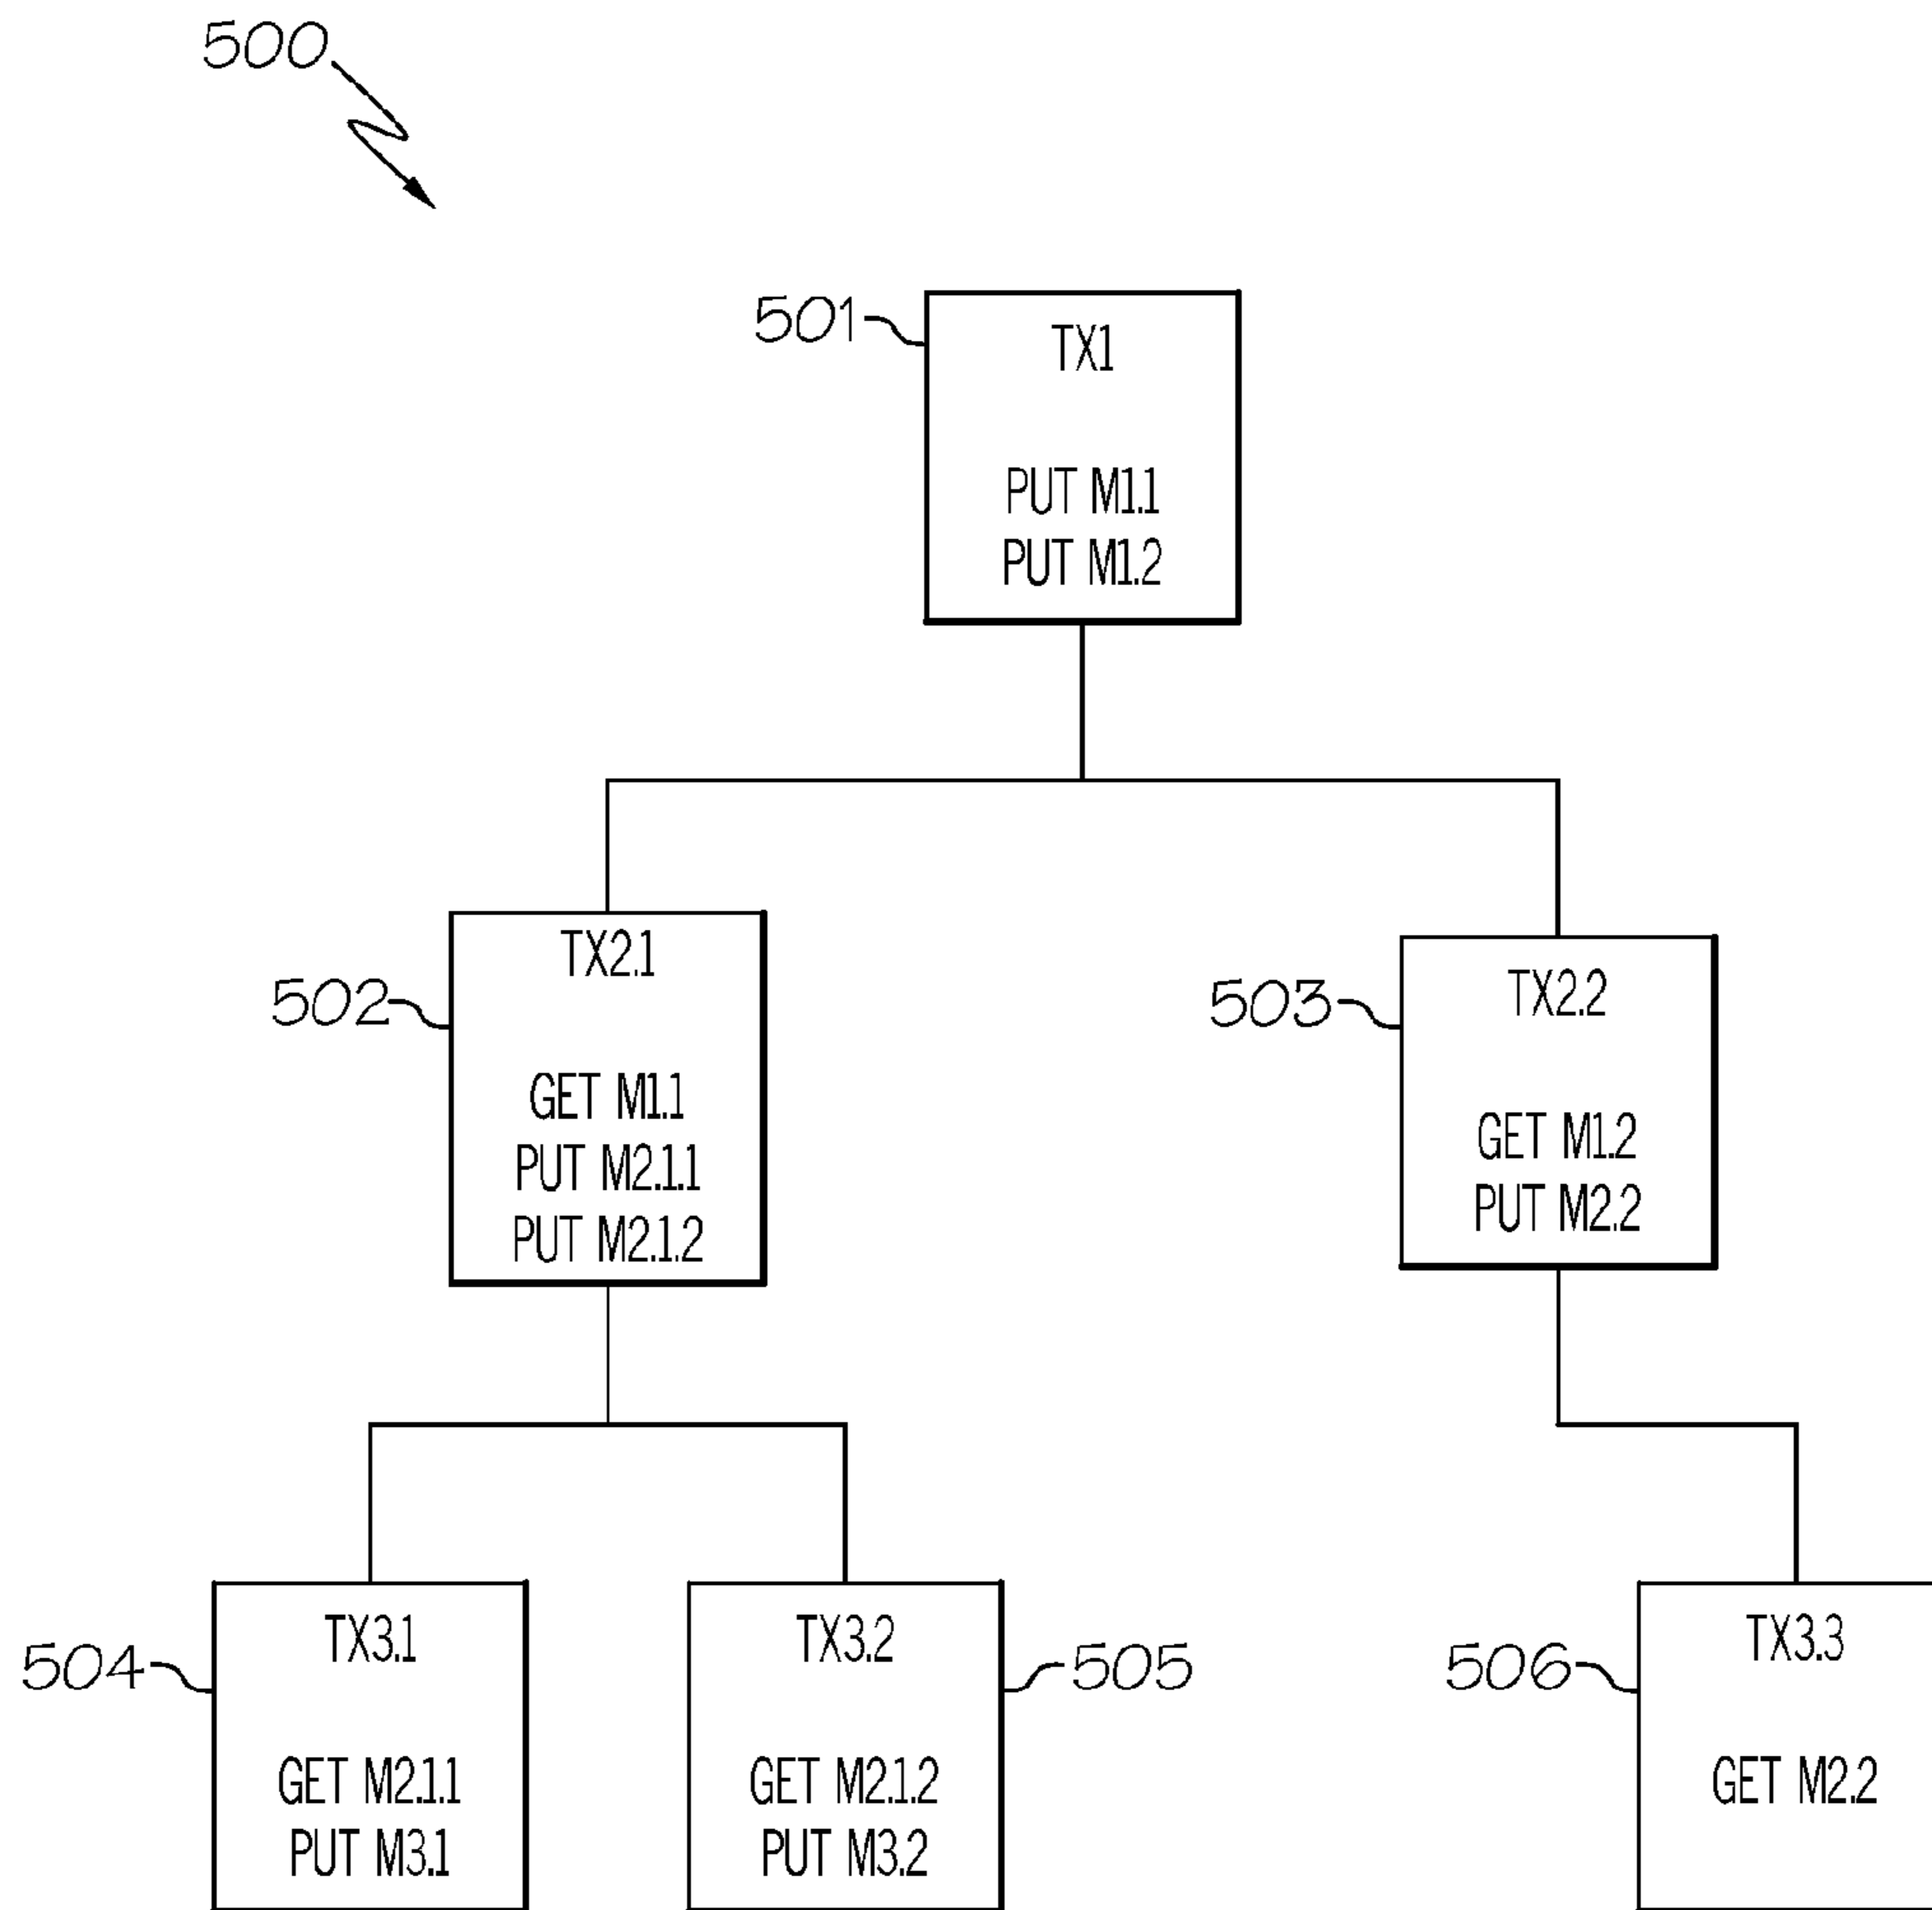 500
501
TX1
PUT M1.1
PUT M1.2
502
TX2.1
GET M1.1
PUT M2.1.1
PUT M2.1.2
503
TX2.2
GET M1.2
PUT M2.2
504
TX3.1
GET M2.1.1
PUT M3.1
TX3.2
GET M2.1.2
PUT M3.2
505
506
TX3.3
GET M2.2